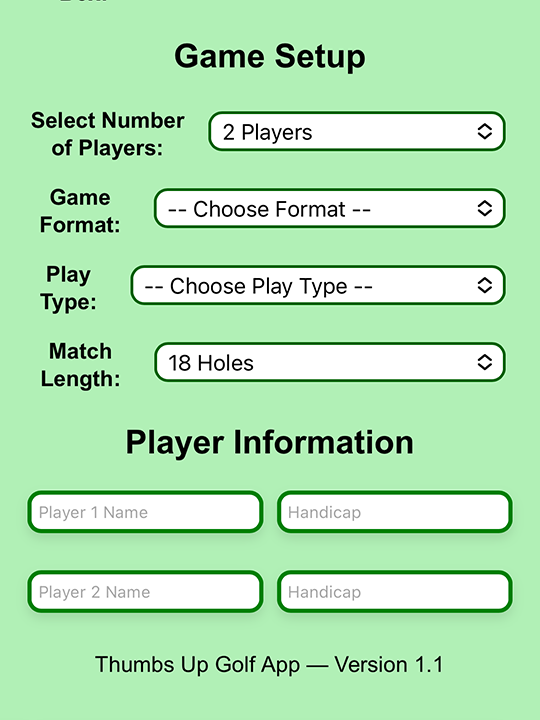 Game Setup
Select Number
of Players:
2 Players
Game
Format:
-- Choose Format --
Play
Type:
-- Choose Play Type --
Match
Length:
18 Holes
Player Information
Player 1 Name
Handicap
Player 2 Name
Handicap
Thumbs Up Golf App — Version 1.1